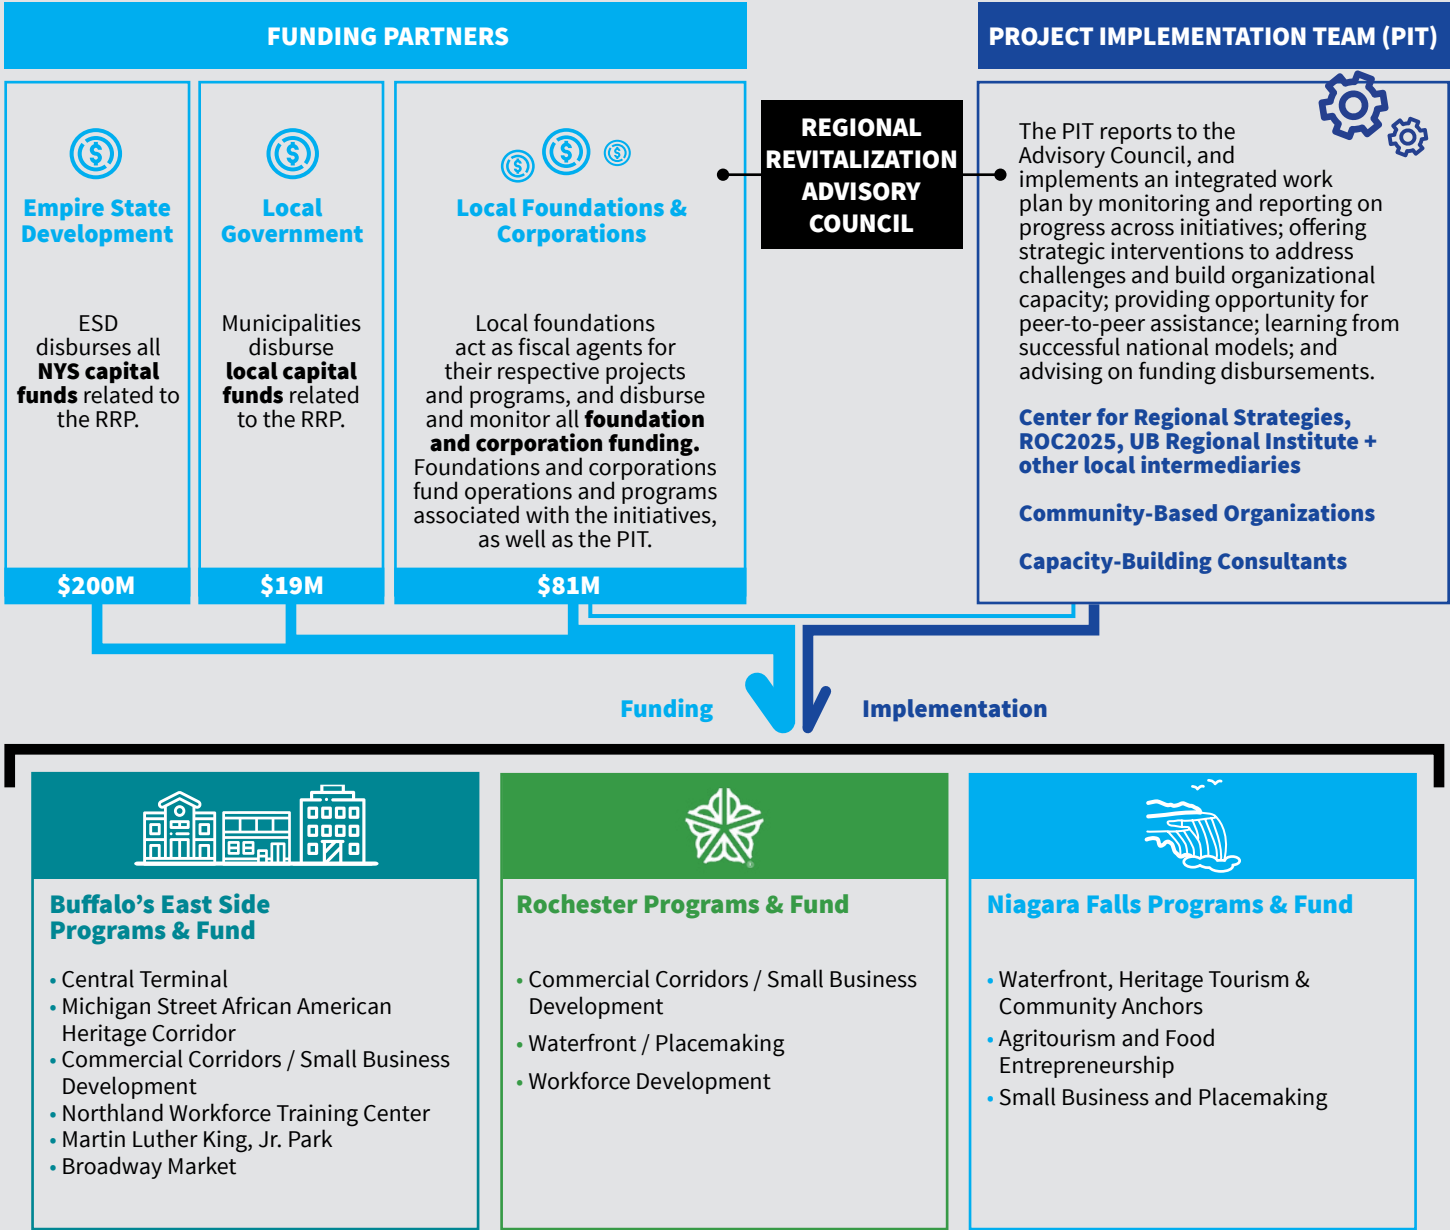 FUNDING PARTNERS
Empire State
Development
ESD
disburses all
NYS capital
funds related to
the RRP.
$200M
Local
Government
Municipalities
disburse
local capital
funds related
to the RRP.
$19M
Local Foundations &
Corporations
Local foundations
act as fiscal agents for
their respective projects
and programs, and disburse
and monitor all foundation
and corporation funding.
Foundations and corporations
fund operations and programs
associated with the initiatives,
as well as the PIT.
$81M
REGIONAL
REVITALIZATION
ADVISORY
COUNCIL
PROJECT IMPLEMENTATION TEAM (PIT)
The PIT reports to the
Advisory Council, and
implements an integrated work
plan by monitoring and reporting on
progress across initiatives; offering
strategic interventions to address
challenges and build organizational
capacity; providing opportunity for
peer-to-peer assistance; learning from
successful national models; and
advising on funding disbursements.
Center for Regional Strategies,
ROC2025, UB Regional Institute +
other local intermediaries
Community-Based Organizations
Capacity-Building Consultants
Funding
Implementation
Buffalo’s East Side
Programs & Fund
• Central Terminal
• Michigan Street African American
Heritage Corridor
• Commercial Corridors / Small Business
Development
• Northland Workforce Training Center
• Martin Luther King, Jr. Park
• Broadway Market
Rochester Programs & Fund
• Commercial Corridors / Small Business
Development
• Waterfront / Placemaking
• Workforce Development
Niagara Falls Programs & Fund
• Waterfront, Heritage Tourism &
Community Anchors
• Agritourism and Food
Entrepreneurship
• Small Business and Placemaking